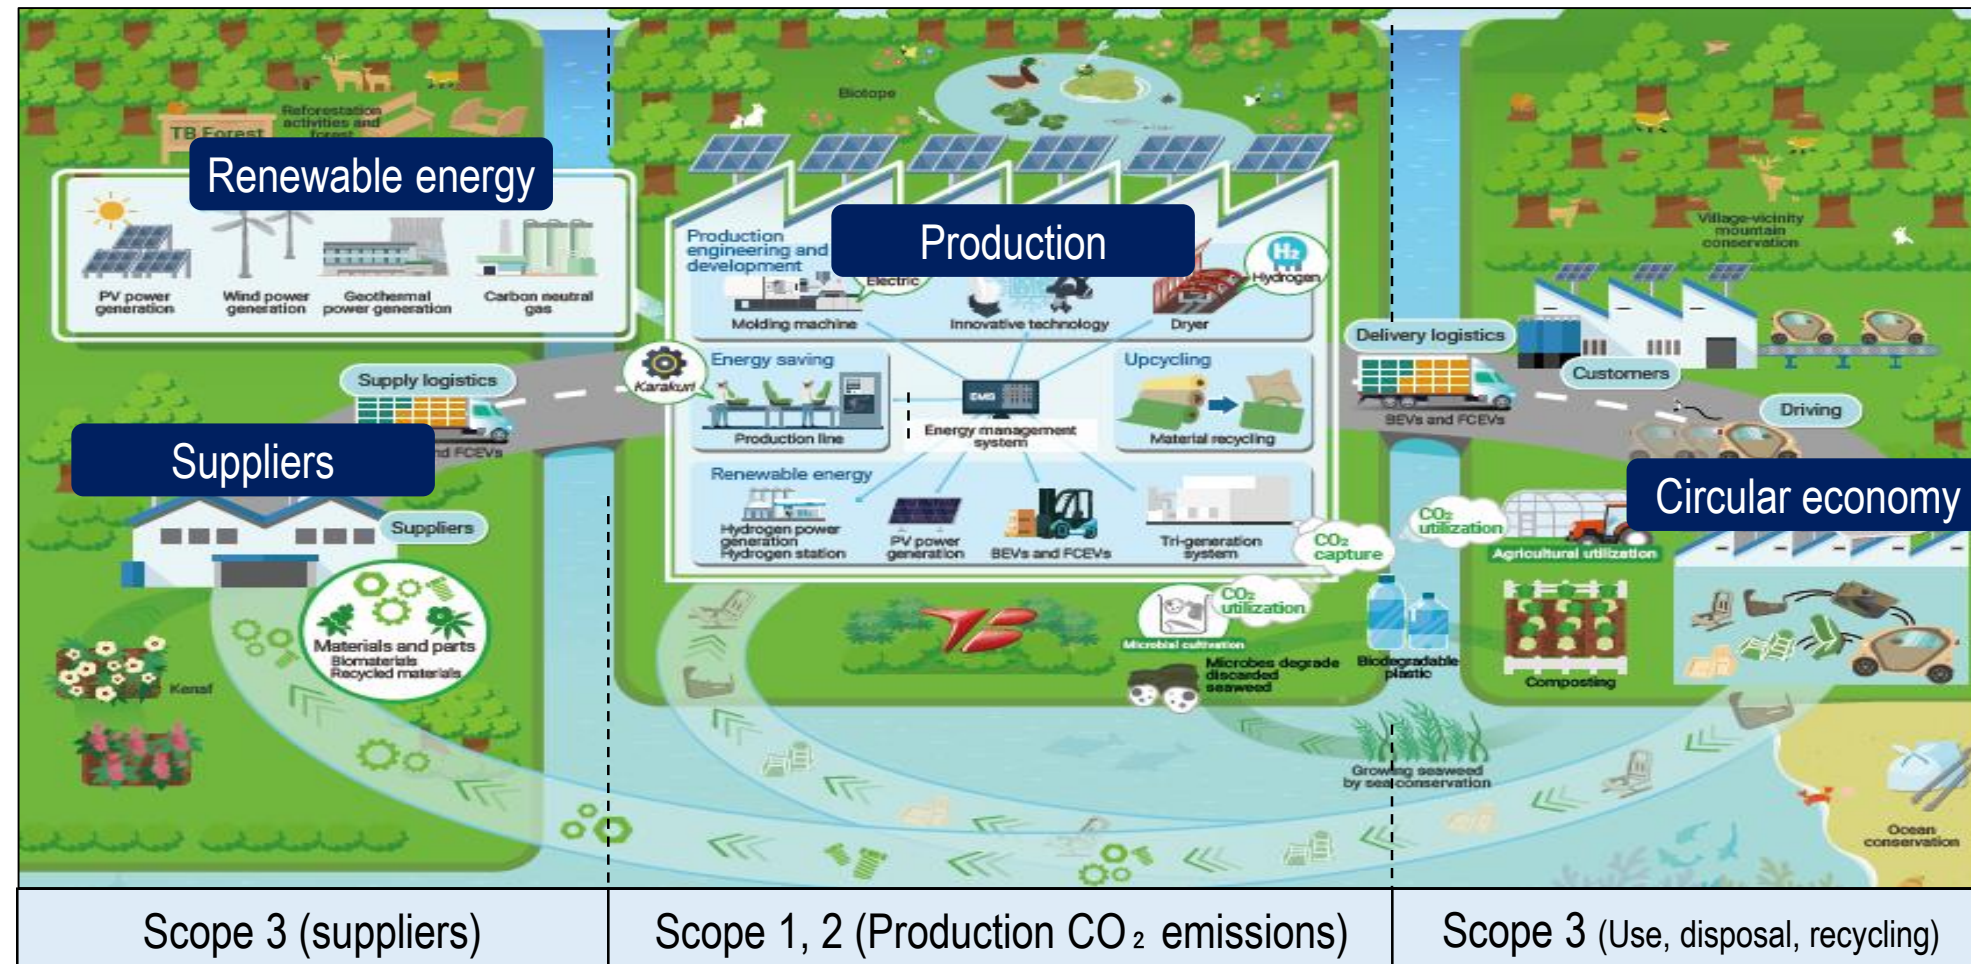 Reforestation
activities and
forest
TB Forest
Renewable energy
PV power
generation
Wind power
generation
Geothermal
power generation
Carbon neutral
gas
Supply logistics
Suppliers
Suppliers
nd FCEVs
Materials and parts
Biomaterials
Recycled materials
Kenaf
Biotope
Production
Production
engineering and
development
Electric
H2
Hydrogen
Molding machine
Innovative technology
Dryer
Karakuri
Energy saving
Production line
EMS
Energy management
system
Upcycling
Material recycling
Renewable energy
Hydrogen power
generation
Hydrogen station
PV power
generation
BEVs and FCEVs
Tri-generation
system
CO₂
capture
CO₂
utilization
Microbial cultivation
Microbes degrade
discarded
seaweed
Biodegradable
plastic
TB
Growing seaweed
by sea conservation
Village-vicinity
mountain
conservation
Delivery logistics
BEVs and FCEVs
Customers
Driving
Circular economy
CO₂
utilization
Agricultural utilization
Composting
Ocean
conservation
Scope 3 (suppliers)
Scope 1, 2 (Production CO₂ emissions)
Scope 3 (Use, disposal, recycling)